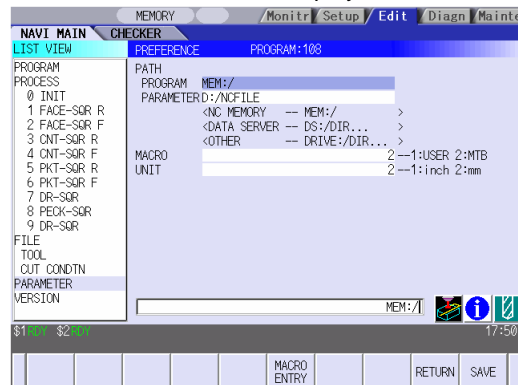 MEMORY Monitr Setup Edit Diagn Mainte
NAVI MAIN CHECKER
LIST VIEW PREFERENCE PROGRAM:108
PROGRAM
PROCESS
0 INIT
1 FACE-SQR R
2 FACE-SQR F
3 CNT-SQR R
4 CNT-SQR F
5 PKT-SQR R
6 PKT-SQR F
7 DR-SQR
8 PECK-SQR
9 DR-SQR
FILE
TOOL
CUT CONDTN
PARAMETER
VERSION
PATH
PROGRAM MEM:/
PARAMETER D:/NCFILE
<NC MEMORY -- MEM:/ >
<DATA SERVER -- DS:/DIR... >
<OTHER -- DRIVE:/DIR... >
MACRO 2 --1:USER 2:MTB
UNIT 2 --1:inch 2:mm
MEM:/
$1RDY $2RDY 17:50
MACRO ENTRY
RETURN SAVE